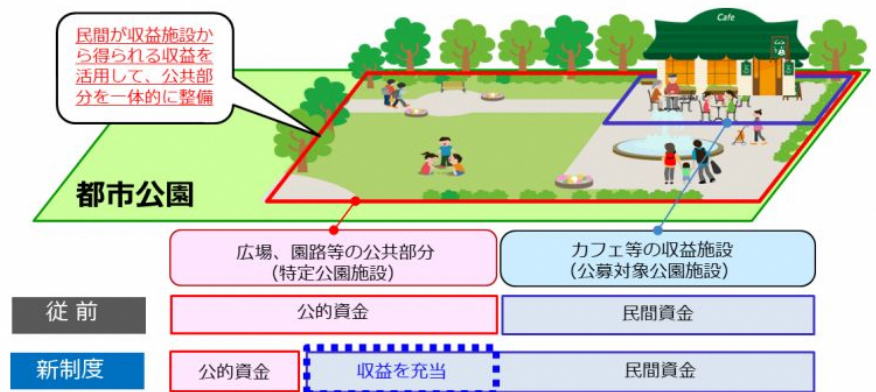 民間が収益施設か
ら得られる収益を
活用して、公共部
分を一体的に整備
Cafe
都市公園
広場、園路等の公共部分
(特定公園施設)
カフェ等の収益施設
(公募対象公園施設)
従前
公的資金
民間資金
新制度
公的資金
収益を充当
民間資金